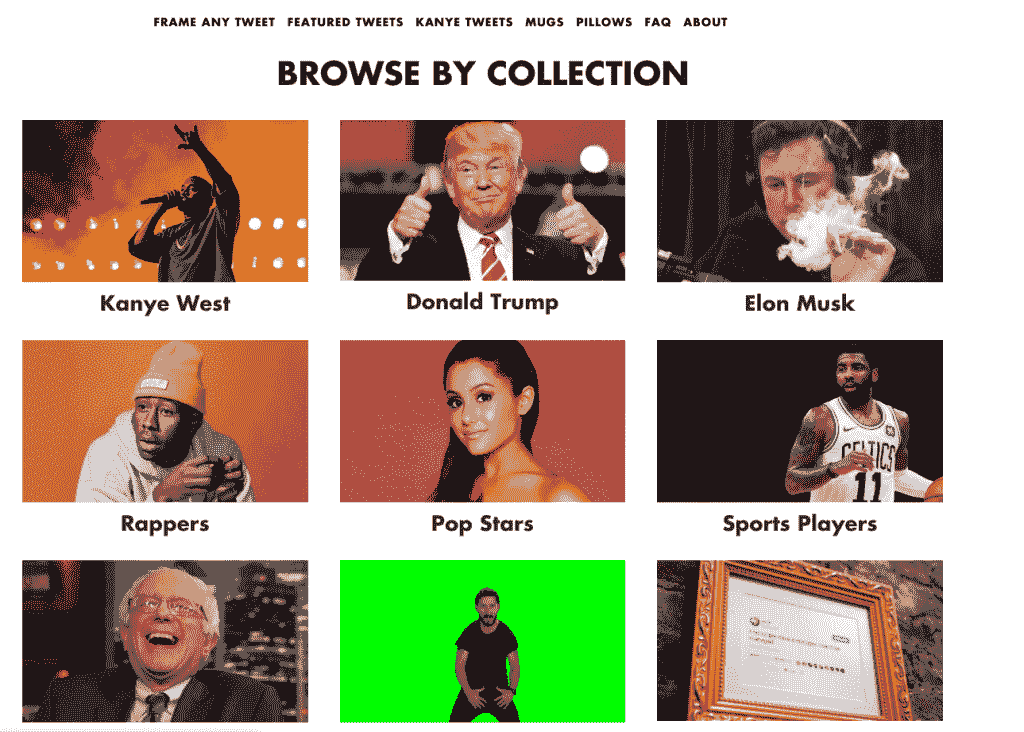 FRAME ANY TWEET FEATURED TWEETS KANYE TWEETS MUGS PILLOWS FAQ ABOUT
BROWSE BY COLLECTION
Kanye West
Donald Trump
Elon Musk
Rappers
Pop Stars
CELTICS
11
Sports Players